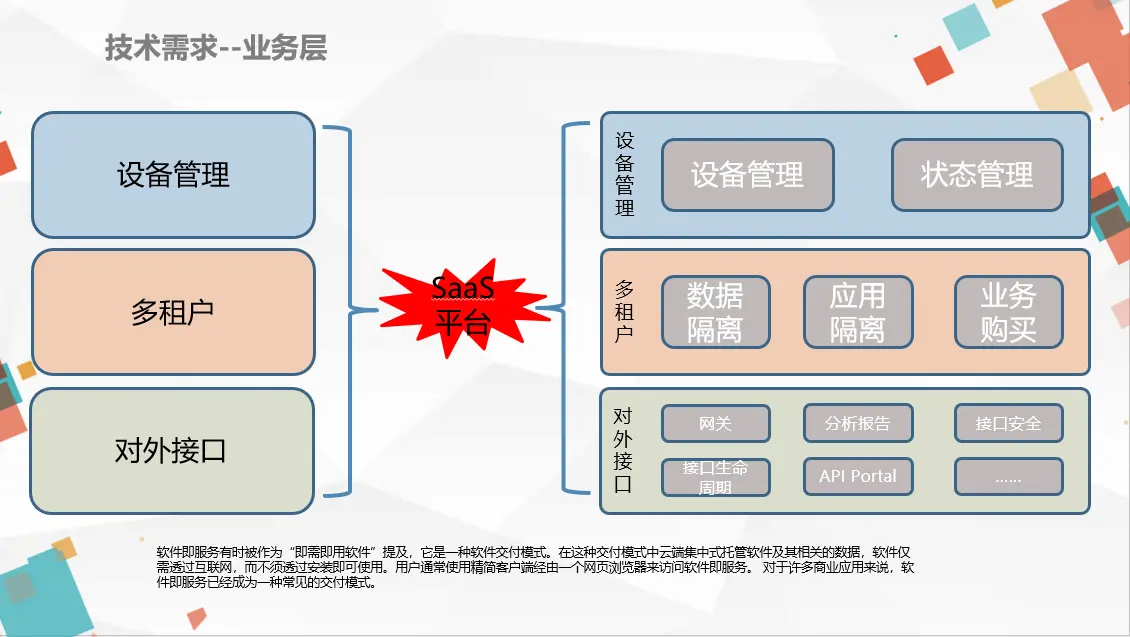 技术需求--业务层
设备管理
多租户
对外接口
SaaS
平台
设备管理
设备管理
状态管理
多租户
数据
隔离
应用
隔离
业务
购买
对外接口
网关
分析报告
接口安全
接口生命
周期
API Portal
......
软件即服务有时被作为“即需即用软件”提及，它是一种软件交付模式。在这种交付模式中云端集中式托管软件及其相关的数据，软件仅
需透过互联网，而不须透过安装即可使用。用户通常使用精简客户端经由一个网页浏览器来访问软件即服务。 对于许多商业应用来说，软
件即服务已经成为一种常见的交付模式。